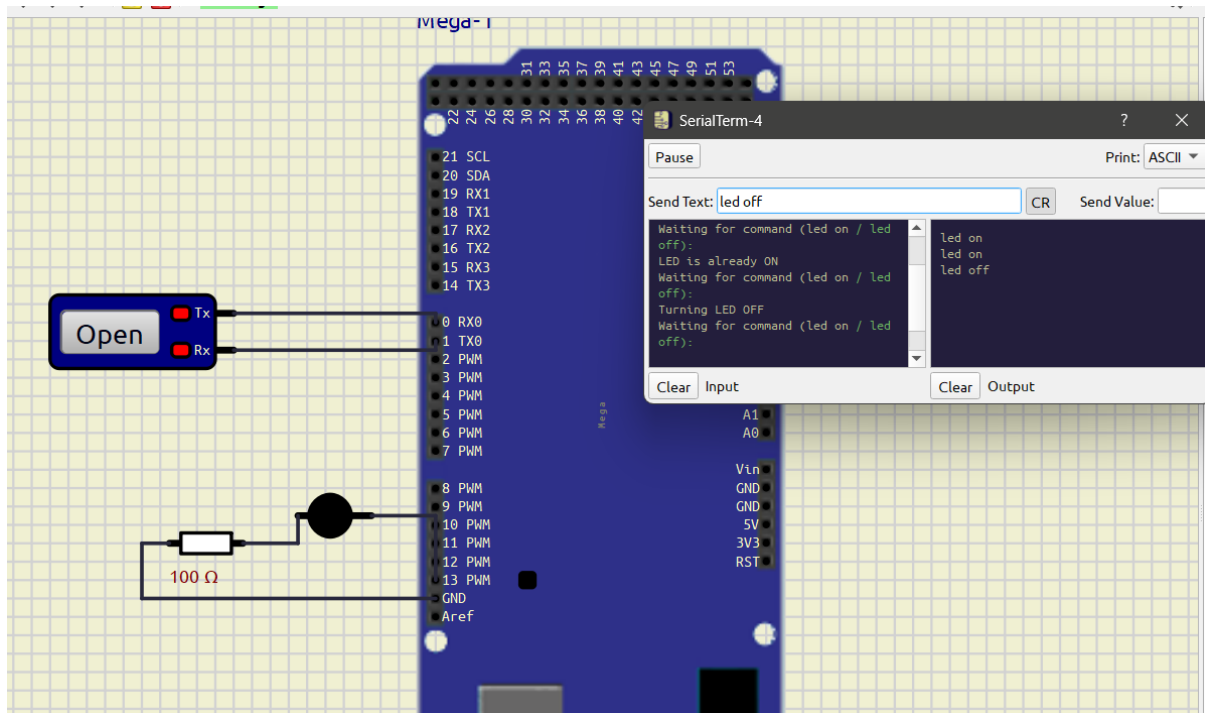 Mega-1
31 33 35 37 39 41 43 45 47 49 51 53
22 24 26 28 30 32 34 36 38 40 42
21 SCL
20 SDA
19 RX1
18 TX1
17 RX2
16 TX2
15 RX3
14 TX3
0 RX0
1 TX0
2 PWM
3 PWM
4 PWM
5 PWM
6 PWM
7 PWM
8 PWM
9 PWM
10 PWM
11 PWM
12 PWM
13 PWM
GND
Aref
Mega
A1
A0
Vin
GND
GND
5V
3V3
RST
Open
Tx
Rx
100 Ω
SerialTerm-4
?
Pause
Print: ASCII
Send Text: led off
CR
Send Value:
Waiting for command (led on / led
off):
LED is already ON
Waiting for command (led on / led
off):
Turning LED OFF
Waiting for command (led on / led
off):
led on
led on
led off
Clear Input
Clear Output